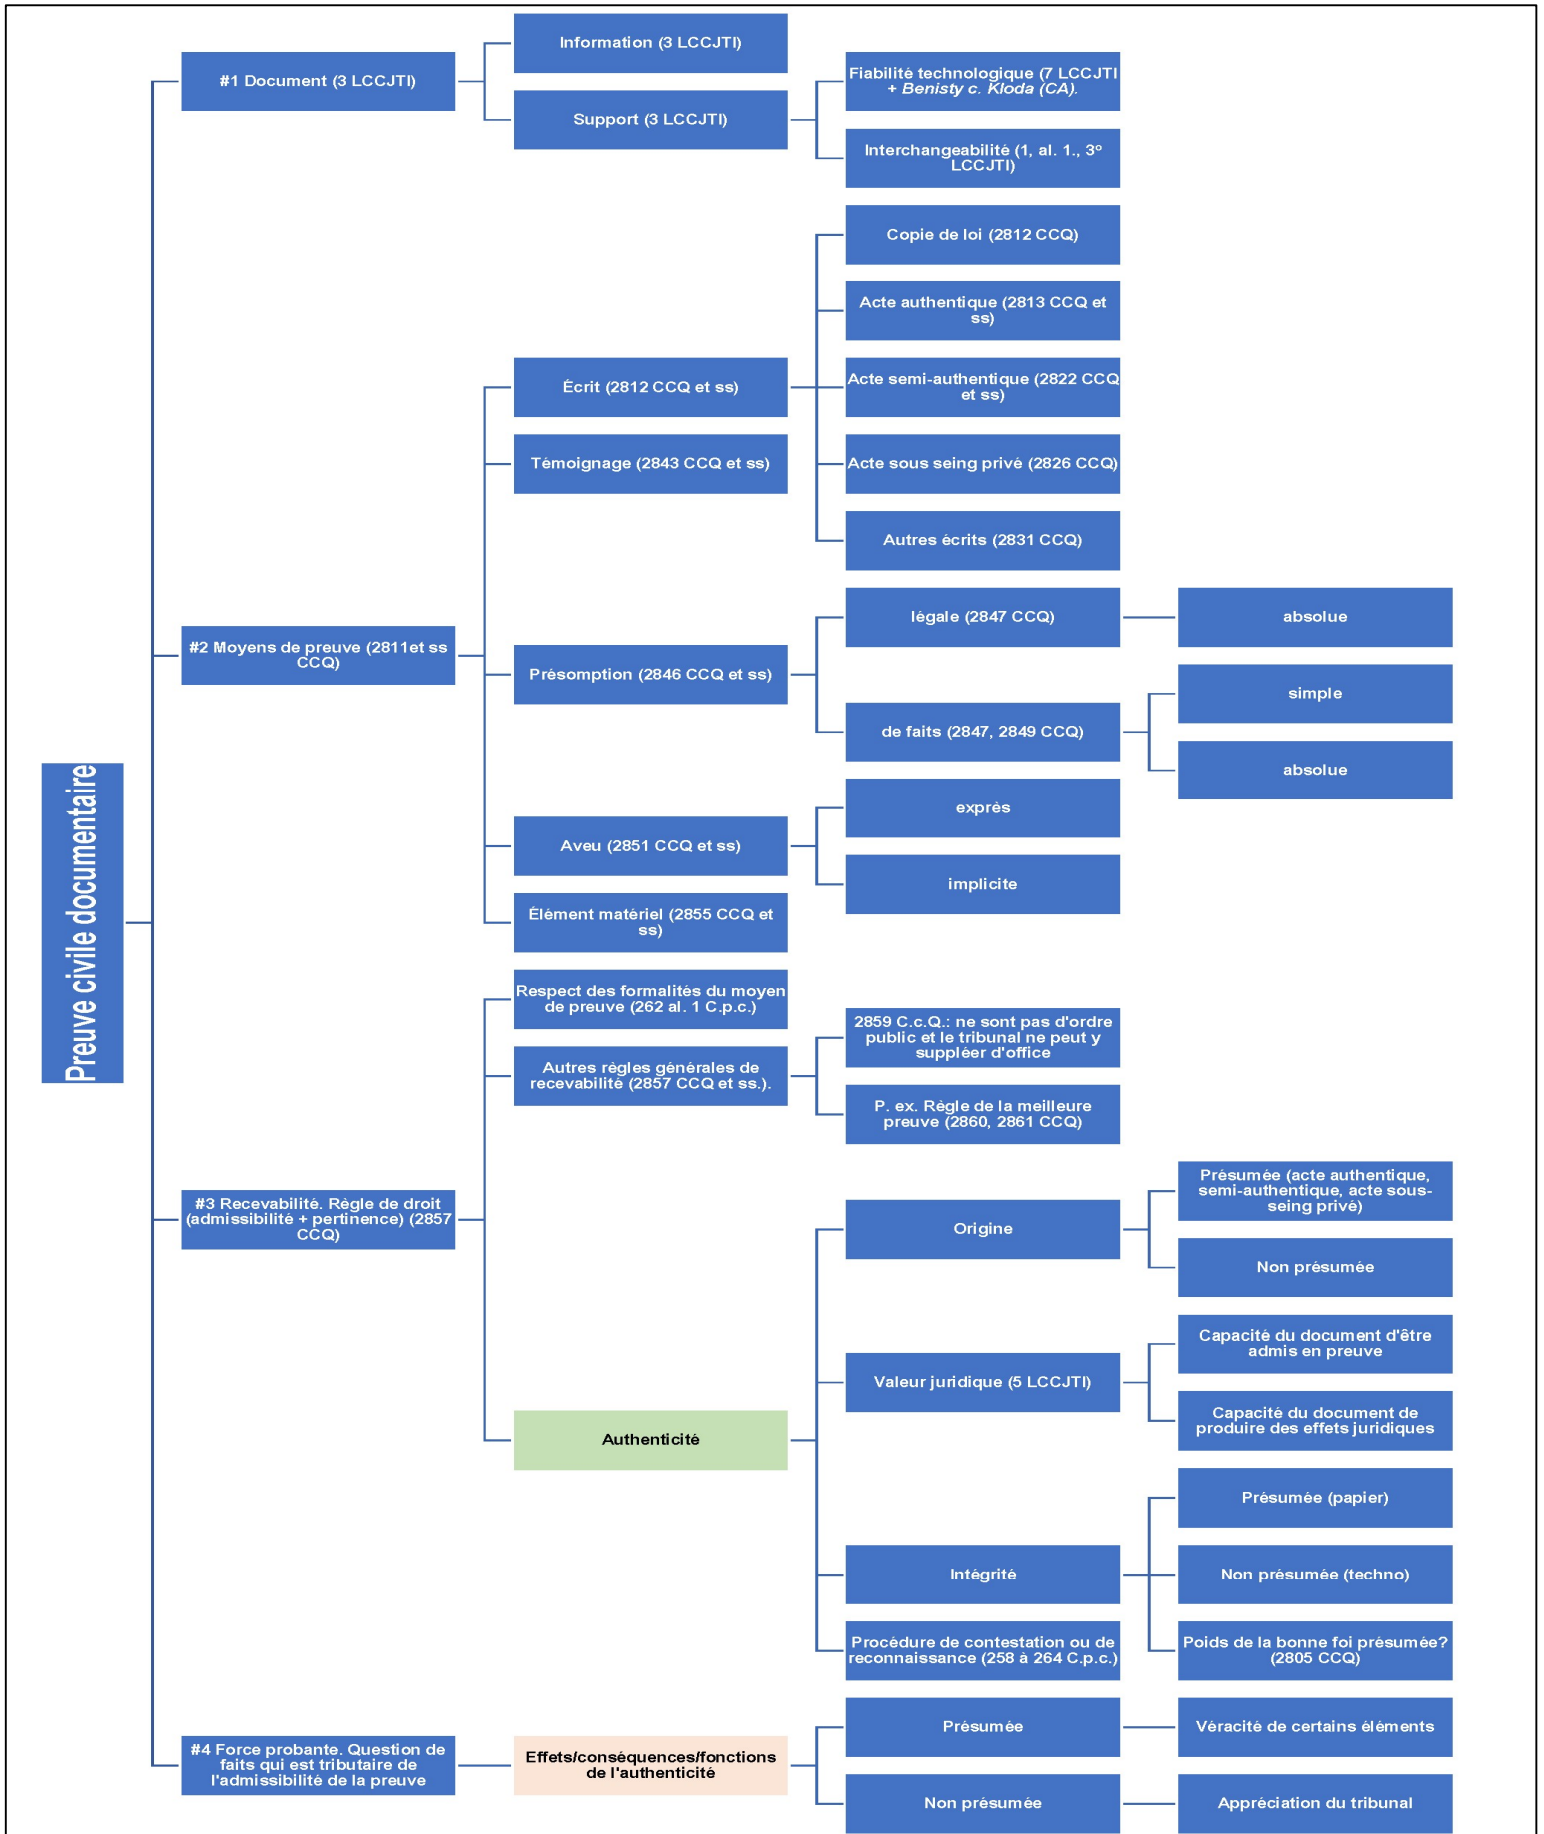 Preuve civile documentaire
#1 Document (3 LCCJTI)
Information (3 LCCJTI)
Support (3 LCCJTI)
Fiabilité technologique (7 LCCJTI
+ Benisty c. Kloda (CA).
Interchangeabilité (1, al. 1., 3º
LCCJTI)
#2 Moyens de preuve (2811et ss
CCQ)
Écrit (2812 CCQ et ss)
Copie de loi (2812 CCQ)
Acte authentique (2813 CCQ et
ss)
Acte semi-authentique (2822 CCQ
et ss)
Acte sous seing privé (2826 CCQ)
Autres écrits (2831 CCQ)
Témoignage (2843 CCQ et ss)
Présomption (2846 CCQ et ss)
légale (2847 CCQ)
absolue
de faits (2847, 2849 CCQ)
simple
absolue
Aveu (2851 CCQ et ss)
exprès
implicite
Élément matériel (2855 CCQ et
ss)
#3 Recevabilité. Règle de droit
(admissibilité + pertinence) (2857
CCQ)
Respect des formalités du moyen
de preuve (262 al. 1 C.p.c.)
Autres règles générales de
recevabilité (2857 CCQ et ss.).
2859 C.c.Q.: ne sont pas d'ordre
public et le tribunal ne peut y
suppléer d'office
P. ex. Règle de la meilleure
preuve (2860, 2861 CCQ)
Authenticité
Origine
Présumée (acte authentique,
semi-authentique, acte sous-
seing privé)
Non présumée
Valeur juridique (5 LCCJTI)
Capacité du document d'être
admis en preuve
Capacité du document de
produire des effets juridiques
Intégrité
Présumée (papier)
Non présumée (techno)
Poids de la bonne foi présumée?
(2805 CCQ)
Procédure de contestation ou de
reconnaissance (258 à 264 C.p.c.)
#4 Force probante. Question de
faits qui est tributaire de
l'admissibilité de la preuve
Effets/conséquences/fonctions
de l'authenticité
Présumée
Véracité de certains éléments
Non présumée
Appréciation du tribunal